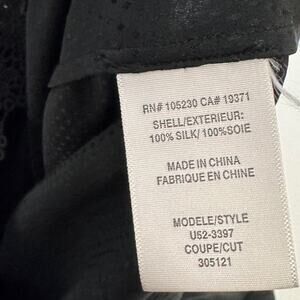 RN# 105230 CA# 19371
SHELL/EXTERIEUR:
100% SILK/ 100%SOIE
MADE IN CHINA
FABRIQUE EN CHINE
MODELE/STYLE
U52-3397
COUPE/CUT
305121